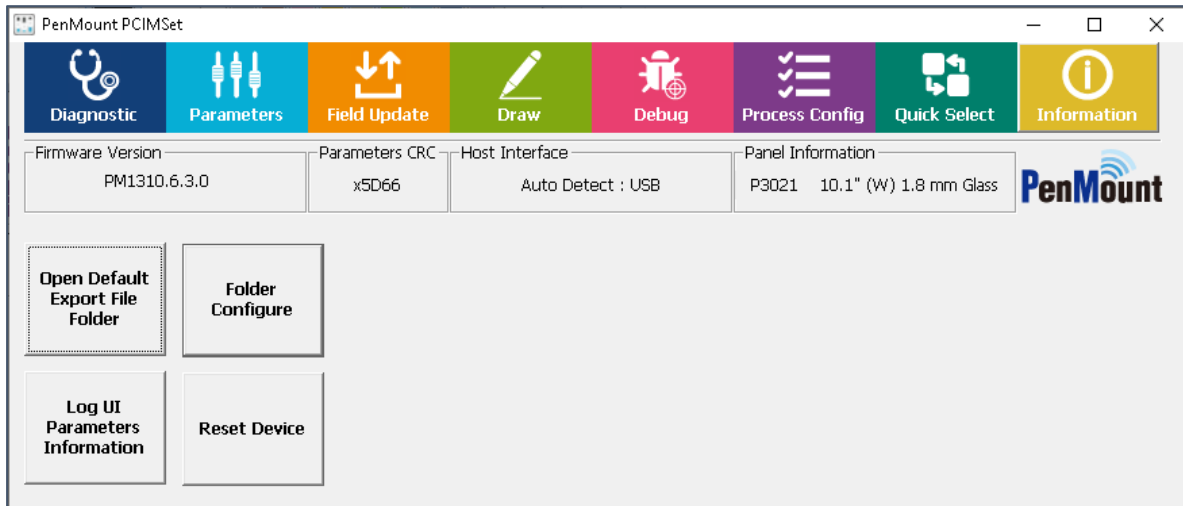 PenMount PCIMSet
Diagnostic
Parameters
Field Update
Draw
Debug
Process Config
Quick Select
Information
Firmware Version
PM1310.6.3.0
Parameters CRC
x5D66
Host Interface
Auto Detect : USB
Panel Information
P3021 10.1" (W) 1.8 mm Glass
PenMount
Open Default
Export File
Folder
Folder
Configure
Log UI
Parameters
Information
Reset Device